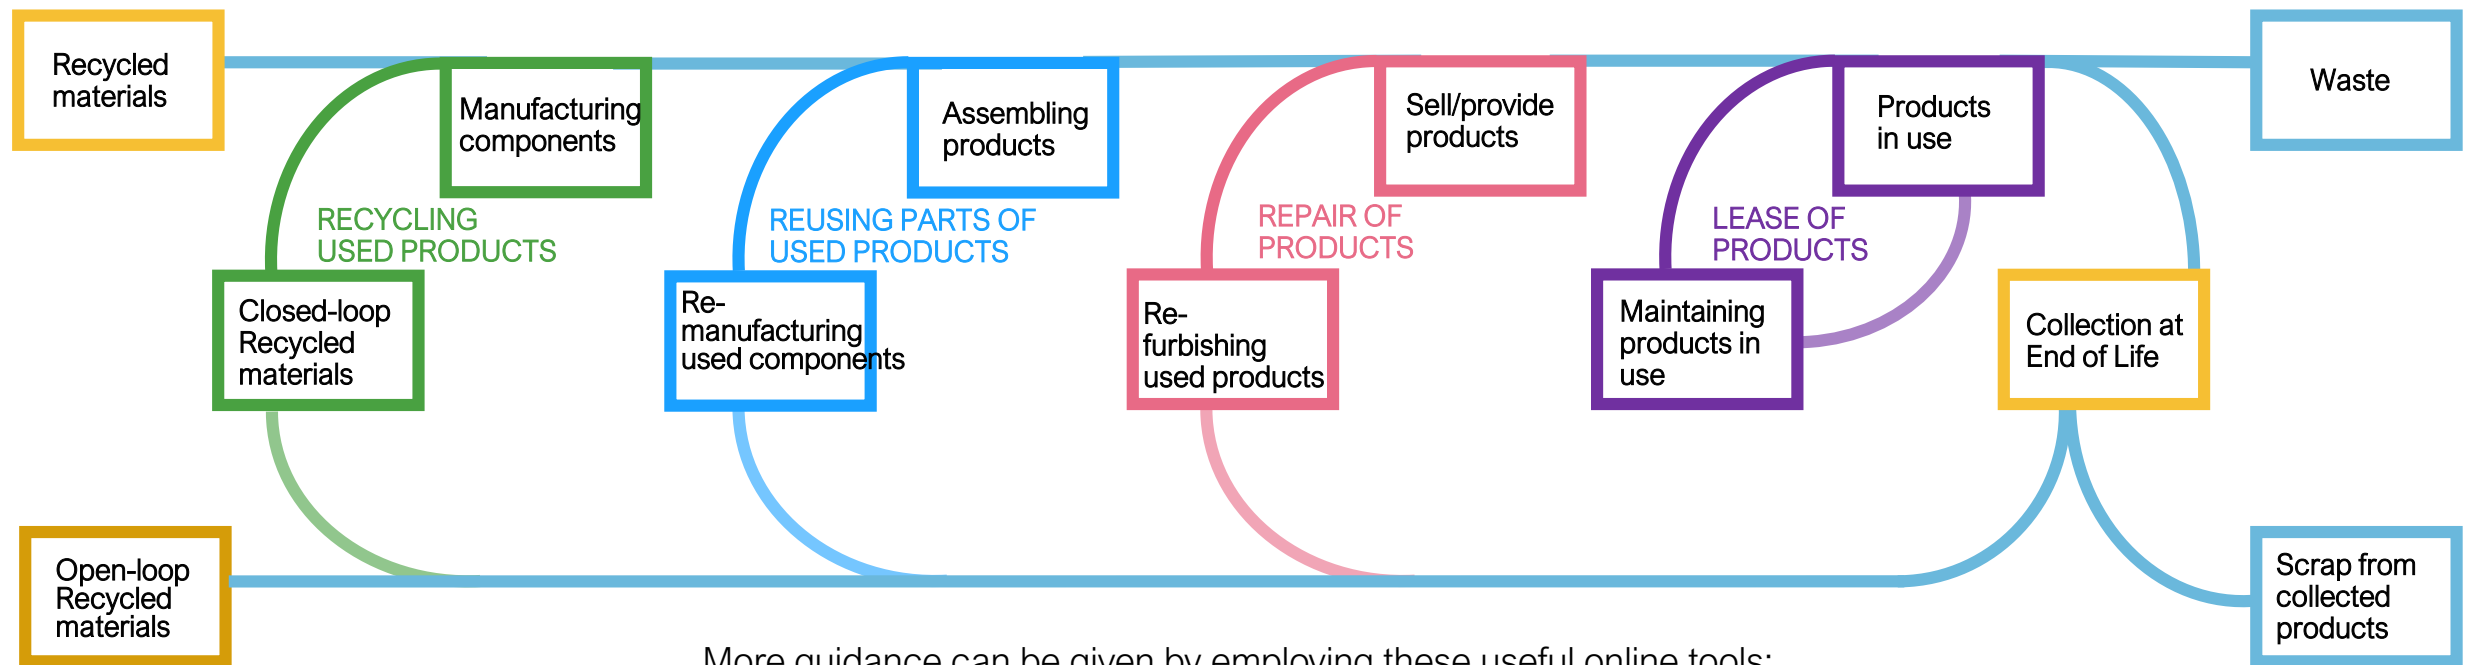 Recycled
materials
Manufacturing
components
Assembling
products
Sell/provide
products
Products
in use
Waste
RECYCLING
USED PRODUCTS
REUSING PARTS OF
USED PRODUCTS
REPAIR OF
PRODUCTS
LEASE OF
PRODUCTS
Closed-loop
Recycled
materials
Re-
manufacturing
used components
Re-
furbishing
used products
Maintaining
products in
use
Collection at
End of Life
Open-loop
Recycled
materials
Scrap from
collected
products
More guidance can be given by employing these useful online tools: